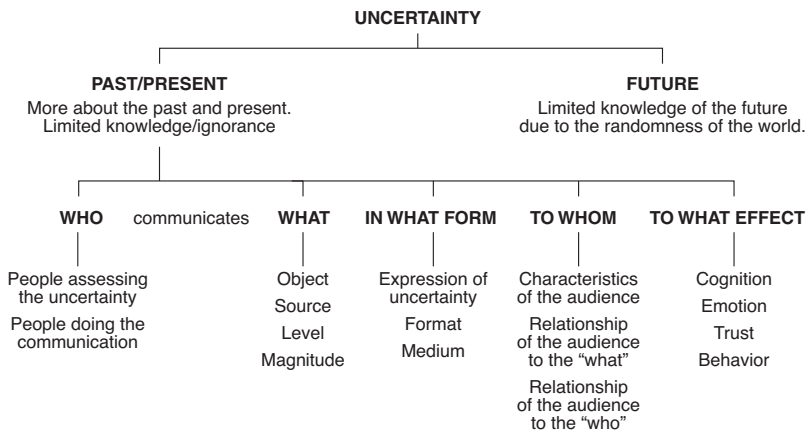 UNCERTAINTY
PAST/PRESENT
More about the past and present.
Limited knowledge/ignorance
FUTURE
Limited knowledge of the future
due to the randomness of the world.
WHO communicates WHAT IN WHAT FORM TO WHOM TO WHAT EFFECT
People assessing
the uncertainty
People doing the
communication
Object
Source
Level
Magnitude
Expression of
uncertainty
Format
Medium
Characteristics
of the audience
Relationship
of the audience
to the “what”
Relationship
of the audience
to the “who”
Cognition
Emotion
Trust
Behavior